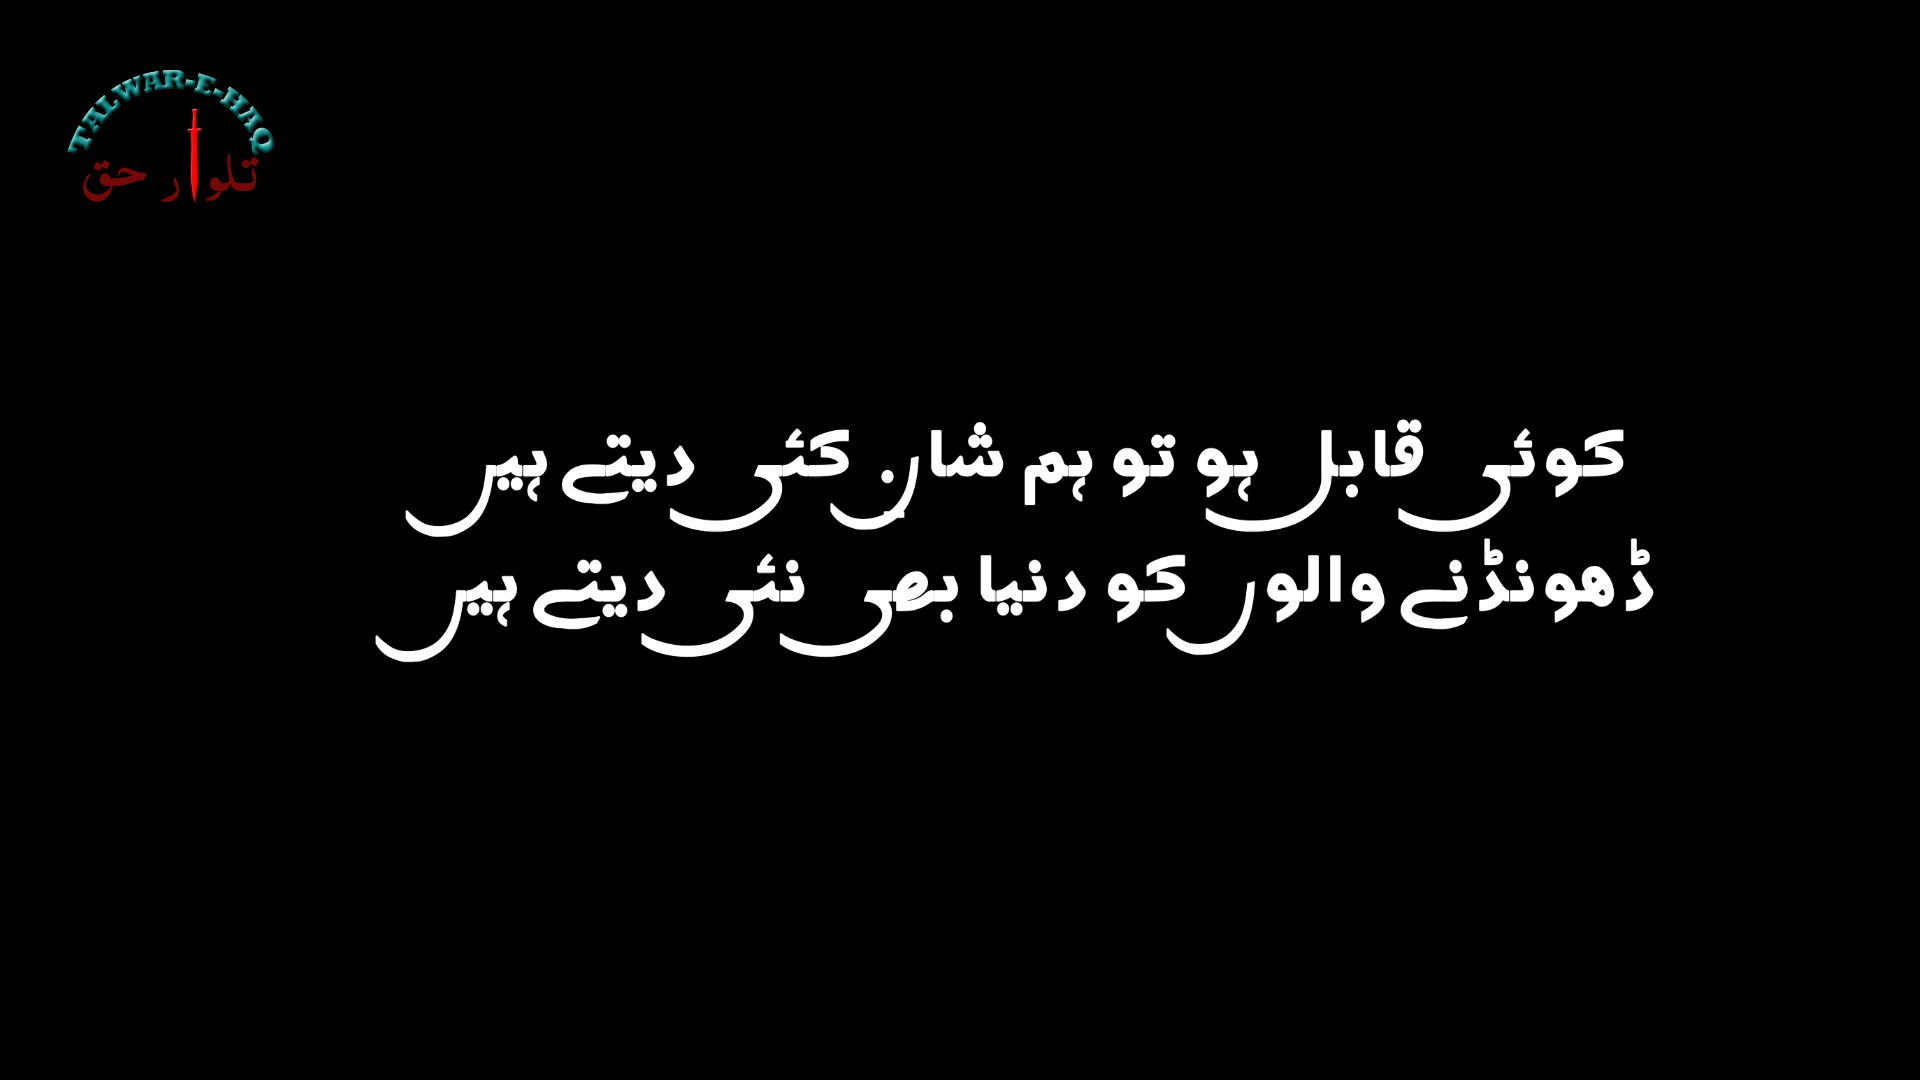 TALWAR-E-HAQ
تلوار حق
کوئی قابل ہو تو ہم شانِ کئی دیتے ہیں
ڈھونڈنے والوں کو دنیا بھی نئی دیتے ہیں